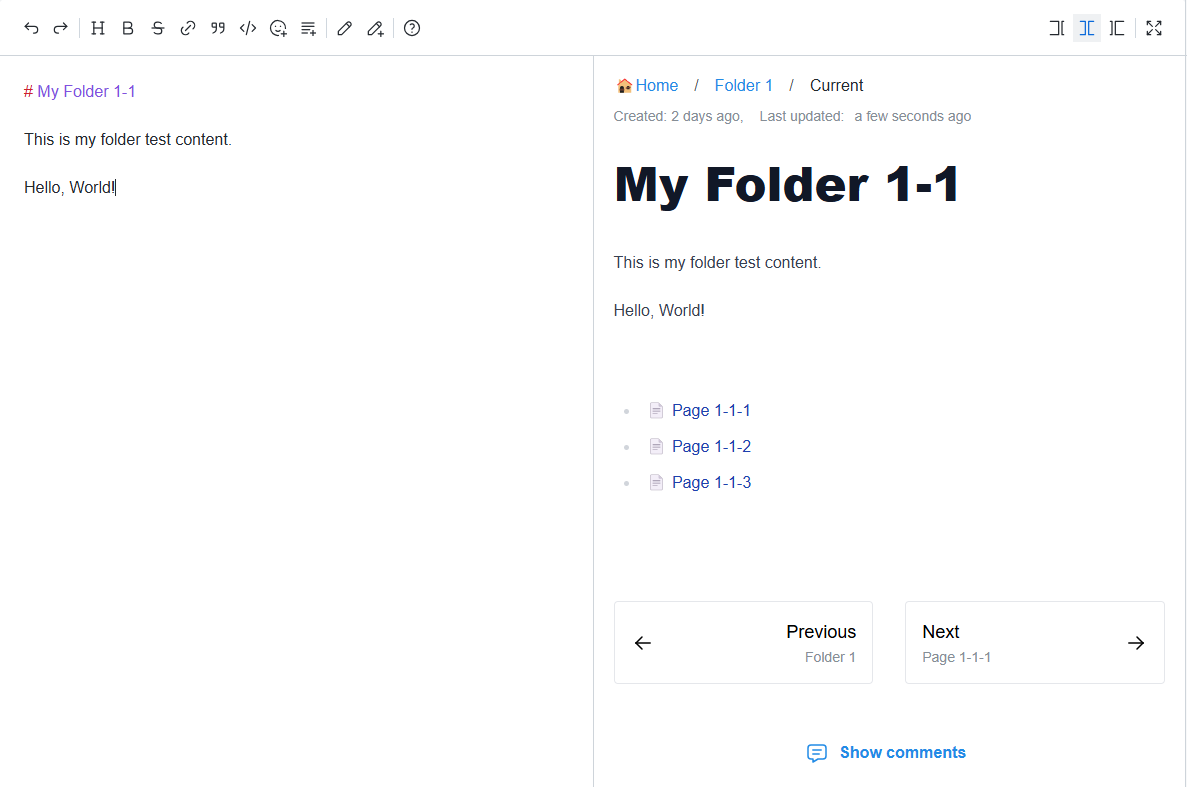 # My Folder 1-1
This is my folder test content.
Hello, World!
Home / Folder 1 / Current
Created: 2 days ago, Last updated: a few seconds ago
My Folder 1-1
This is my folder test content.
Hello, World!
Page 1-1-1
Page 1-1-2
Page 1-1-3
Previous
Folder 1
Next
Page 1-1-1
Show comments